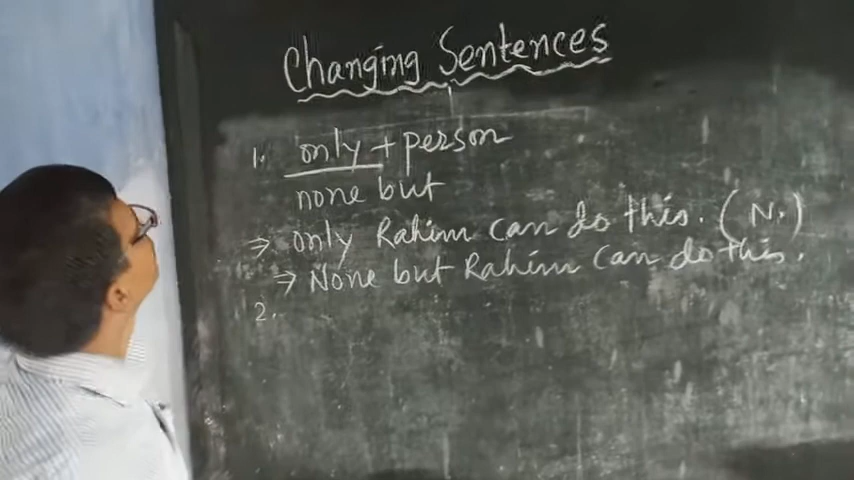 Changing Sentences
1. only + person
none but
⇒ only Rahim can do this. (N.)
⇒ None but Rahim can do this.
2.